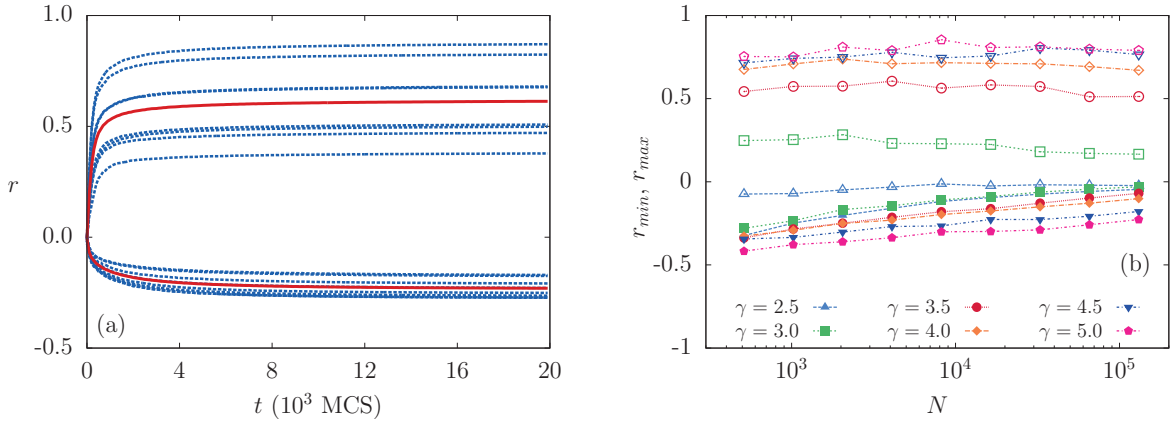 1.0
0.5
0.0
-0.5
r
(a)
0 4 8 12 16 20
t (10³ MCS)
1
0.5
0
-0.5
-1
r_min, r_max
(b)
γ = 2.5 γ = 3.5 γ = 4.5
γ = 3.0 γ = 4.0 γ = 5.0
10³ 10⁴ 10⁵
N